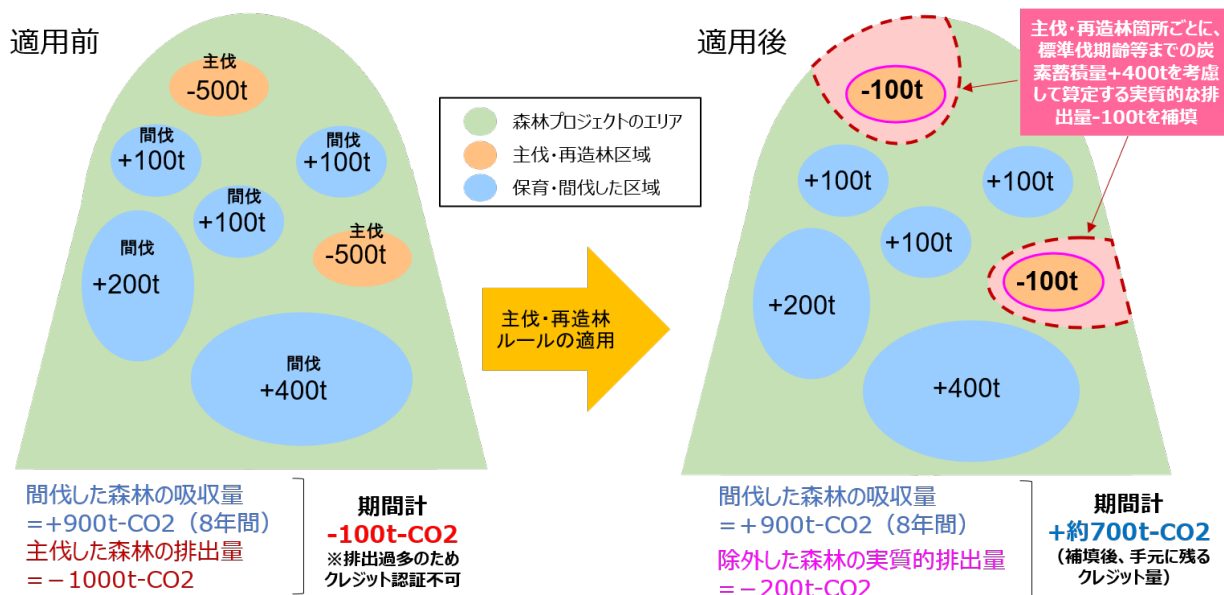 適用前
主伐
-500t
間伐
+100t
間伐
+100t
間伐
+100t
主伐
-500t
間伐
+200t
間伐
+400t
間伐した森林の吸収量
=+900t-CO2（8年間）
主伐した森林の排出量
=－1000t-CO2
期間計
-100t-CO2
※排出過多のため
クレジット認証不可
森林プロジェクトのエリア
主伐・再造林区域
保育・間伐した区域
主伐・再造林
ルールの適用
適用後
主伐・再造林箇所ごとに、
標準伐期齢等までの炭
素蓄積量+400tを考慮
して算定する実質的な排
出量-100tを補填
-100t
+100t
+100t
+100t
-100t
+200t
+400t
間伐した森林の吸収量
=+900t-CO2（8年間）
除外した森林の実質的排出量
=－200t-CO2
期間計
+約700t-CO2
（補填後、手元に残る
クレジット量）